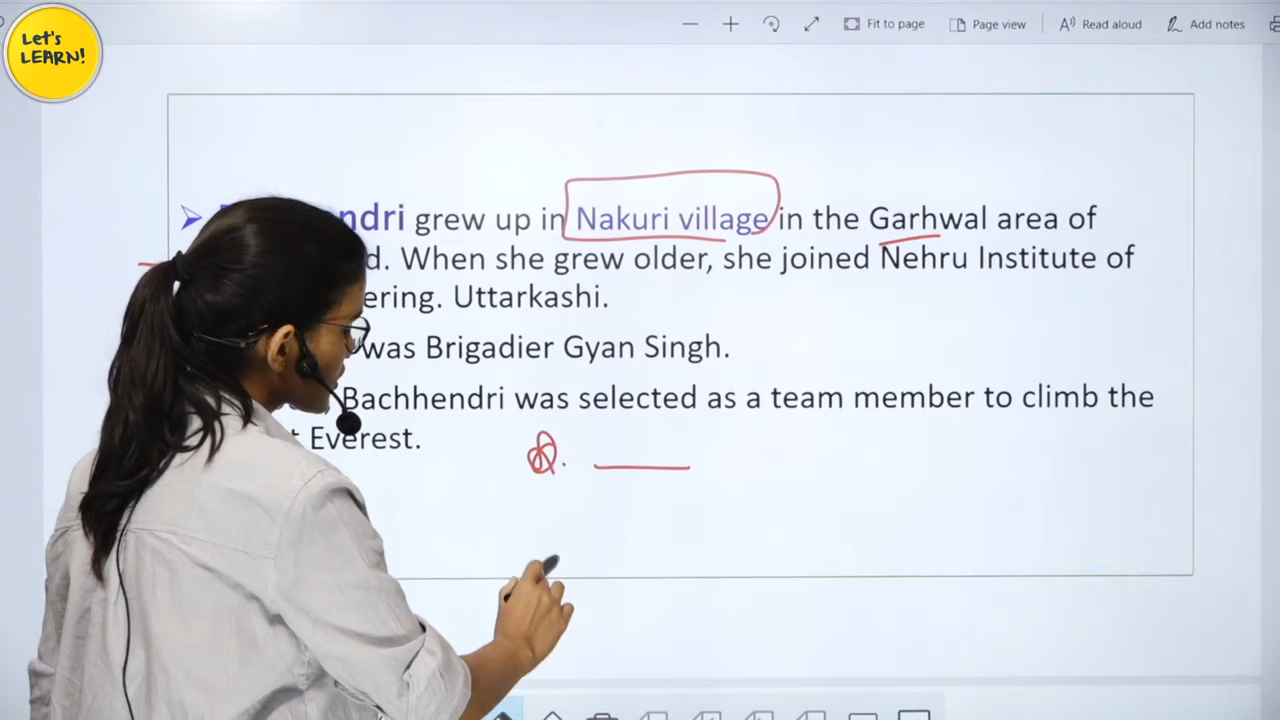 Let's
LEARN!
Fit to page
Page view
Read aloud
Add notes
ndri grew up in Nakuri village in the Garhwal area of
d. When she grew older, she joined Nehru Institute of
ering. Uttarkashi.
was Brigadier Gyan Singh.
Bachhendri was selected as a team member to climb the
t Everest.
Q.